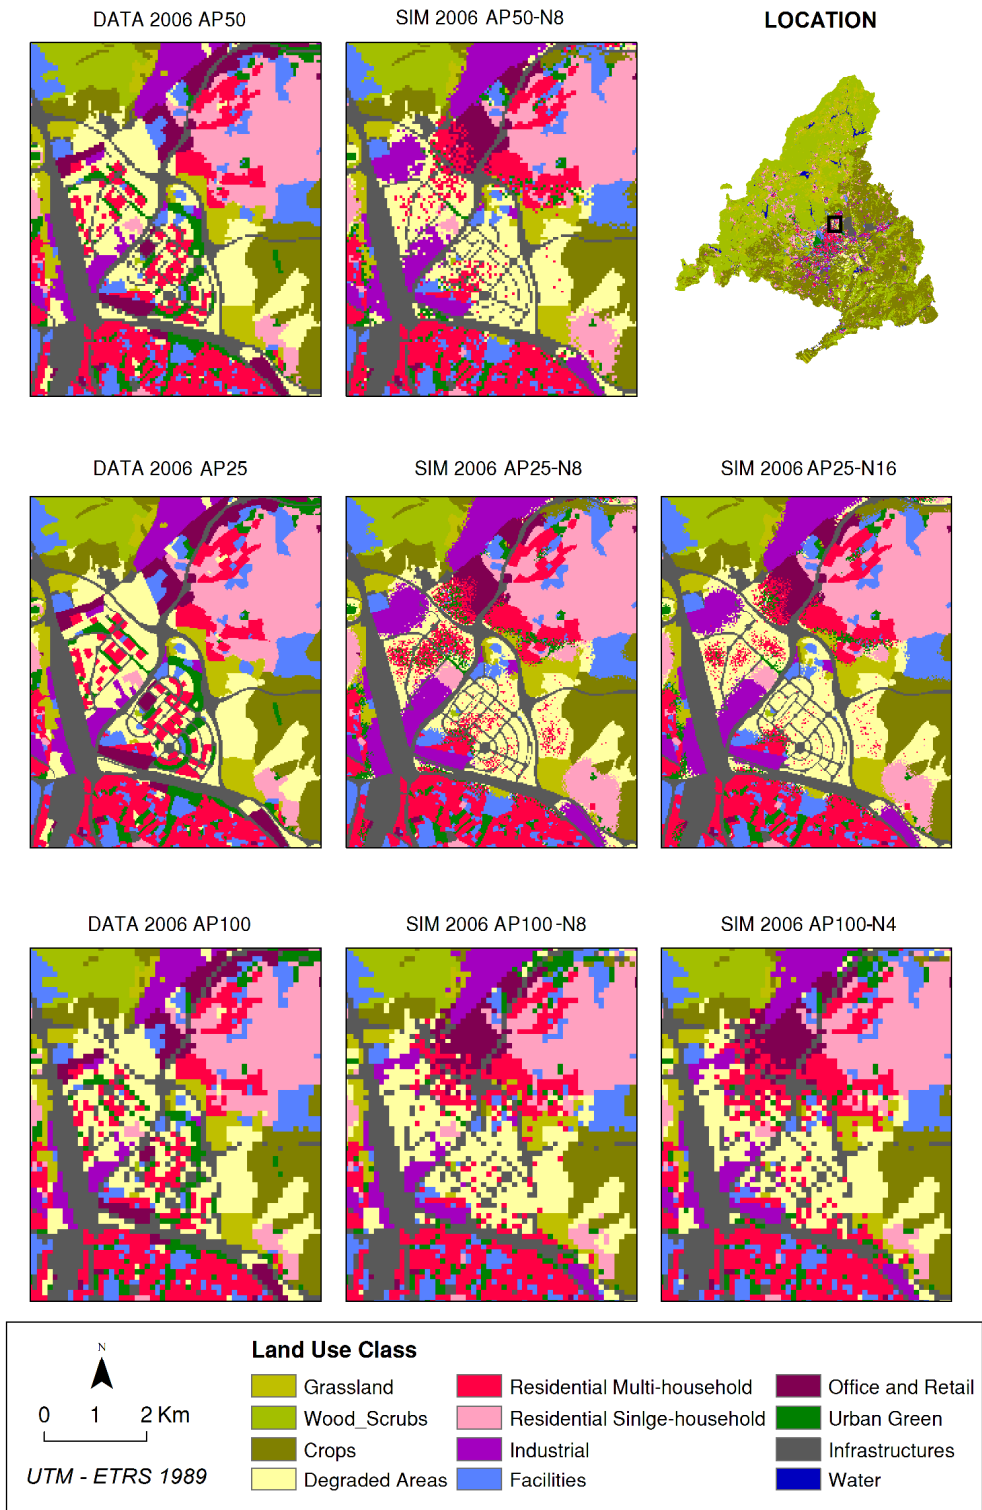 DATA 2006 AP50
SIM 2006 AP50-N8
LOCATION
DATA 2006 AP25
SIM 2006 AP25-N8
SIM 2006 AP25-N16
DATA 2006 AP100
SIM 2006 AP100-N8
SIM 2006 AP100-N4
N
0 1 2 Km
UTM - ETRS 1989
Land Use Class
Grassland
Wood_Scrubs
Crops
Degraded Areas
Residential Multi-household
Residential Sinlge-household
Industrial
Facilities
Office and Retail
Urban Green
Infrastructures
Water